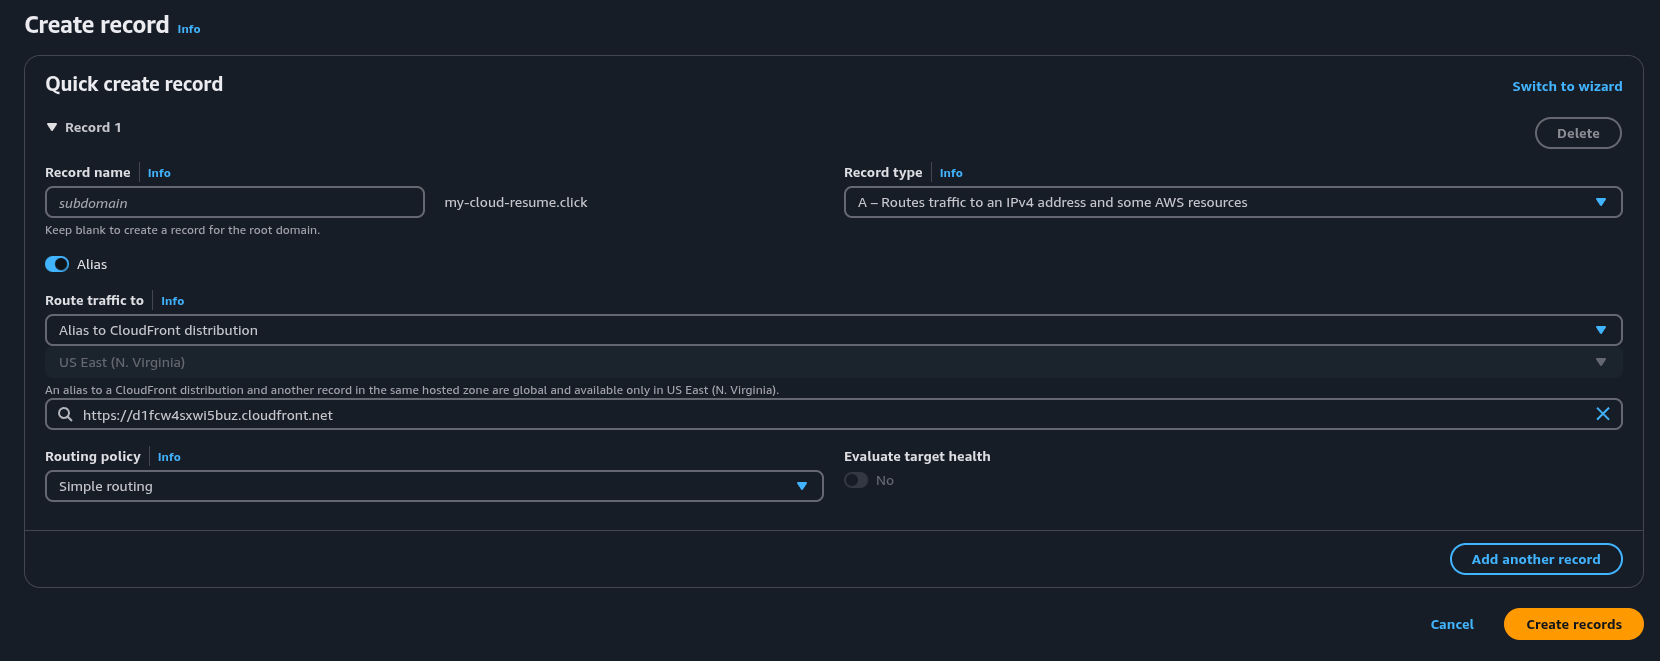 Create record Info
Quick create record
Switch to wizard
Record 1
Delete
Record name Info
Record type Info
subdomain
my-cloud-resume.click
A – Routes traffic to an IPv4 address and some AWS resources
Keep blank to create a record for the root domain.
Alias
Route traffic to Info
Alias to CloudFront distribution
US East (N. Virginia)
An alias to a CloudFront distribution and another record in the same hosted zone are global and available only in US East (N. Virginia).
https://d1fcw4sxwi5buz.cloudfront.net
Routing policy Info
Evaluate target health
Simple routing
No
Add another record
Cancel
Create records